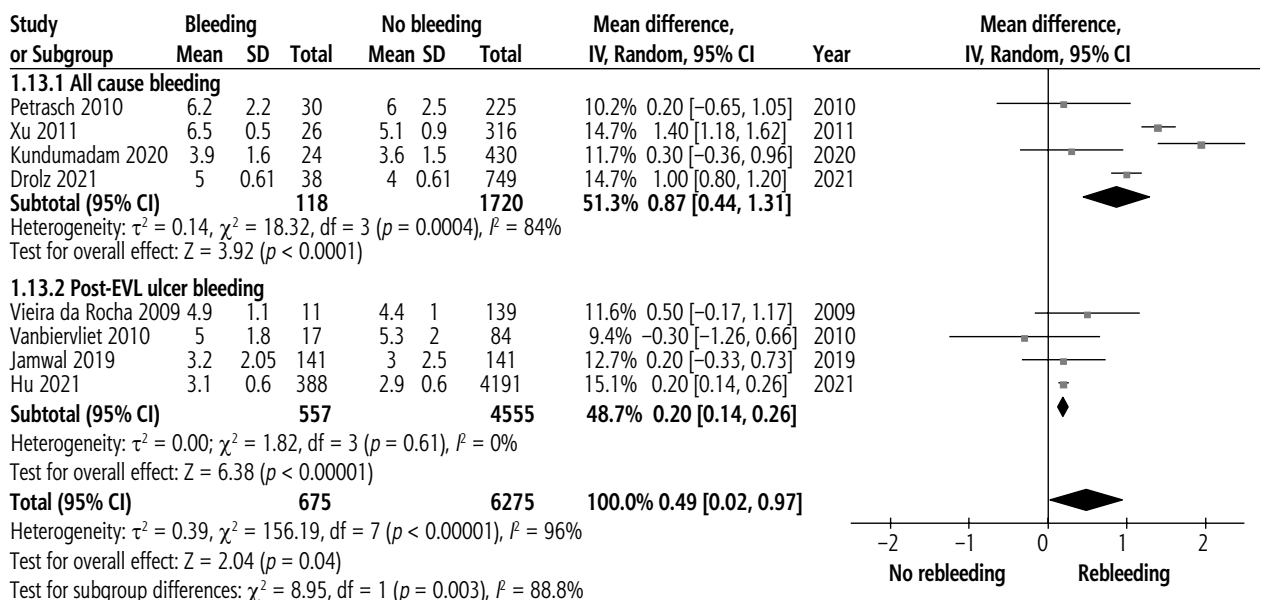 Study Bleeding No bleeding Mean difference, Mean difference,
or Subgroup Mean SD Total Mean SD Total IV, Random, 95% CI Year IV, Random, 95% CI
1.13.1 All cause bleeding
Petrasch 2010 6.2 2.2 30 6 2.5 225 10.2% 0.20 [−0.65, 1.05] 2010
Xu 2011 6.5 0.5 26 5.1 0.9 316 14.7% 1.40 [1.18, 1.62] 2011
Kundumadam 2020 3.9 1.6 24 3.6 1.5 430 11.7% 0.30 [−0.36, 0.96] 2020
Drolz 2021 5 0.61 38 4 0.61 749 14.7% 1.00 [0.80, 1.20] 2021
Subtotal (95% CI) 118 1720 51.3% 0.87 [0.44, 1.31]
Heterogeneity: τ² = 0.14, χ² = 18.32, df = 3 (p = 0.0004), I² = 84%
Test for overall effect: Z = 3.92 (p < 0.0001)
1.13.2 Post-EVL ulcer bleeding
Vieira da Rocha 2009 4.9 1.1 11 4.4 1 139 11.6% 0.50 [−0.17, 1.17] 2009
Vanbiervliet 2010 5 1.8 17 5.3 2 84 9.4% −0.30 [−1.26, 0.66] 2010
Jamwal 2019 3.2 2.05 141 3 2.5 141 12.7% 0.20 [−0.33, 0.73] 2019
Hu 2021 3.1 0.6 388 2.9 0.6 4191 15.1% 0.20 [0.14, 0.26] 2021
Subtotal (95% CI) 557 4555 48.7% 0.20 [0.14, 0.26]
Heterogeneity: τ² = 0.00; χ² = 1.82, df = 3 (p = 0.61), I² = 0%
Test for overall effect: Z = 6.38 (p < 0.00001)
Total (95% CI) 675 6275 100.0% 0.49 [0.02, 0.97]
Heterogeneity: τ² = 0.39, χ² = 156.19, df = 7 (p < 0.00001), I² = 96%
−2 −1 0 1 2
Test for overall effect: Z = 2.04 (p = 0.04)
No rebleeding Rebleeding
Test for subgroup differences: χ² = 8.95, df = 1 (p = 0.003), I² = 88.8%